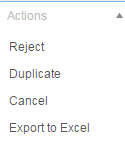 Actions
Reject
Duplicate
Cancel
Export to Excel